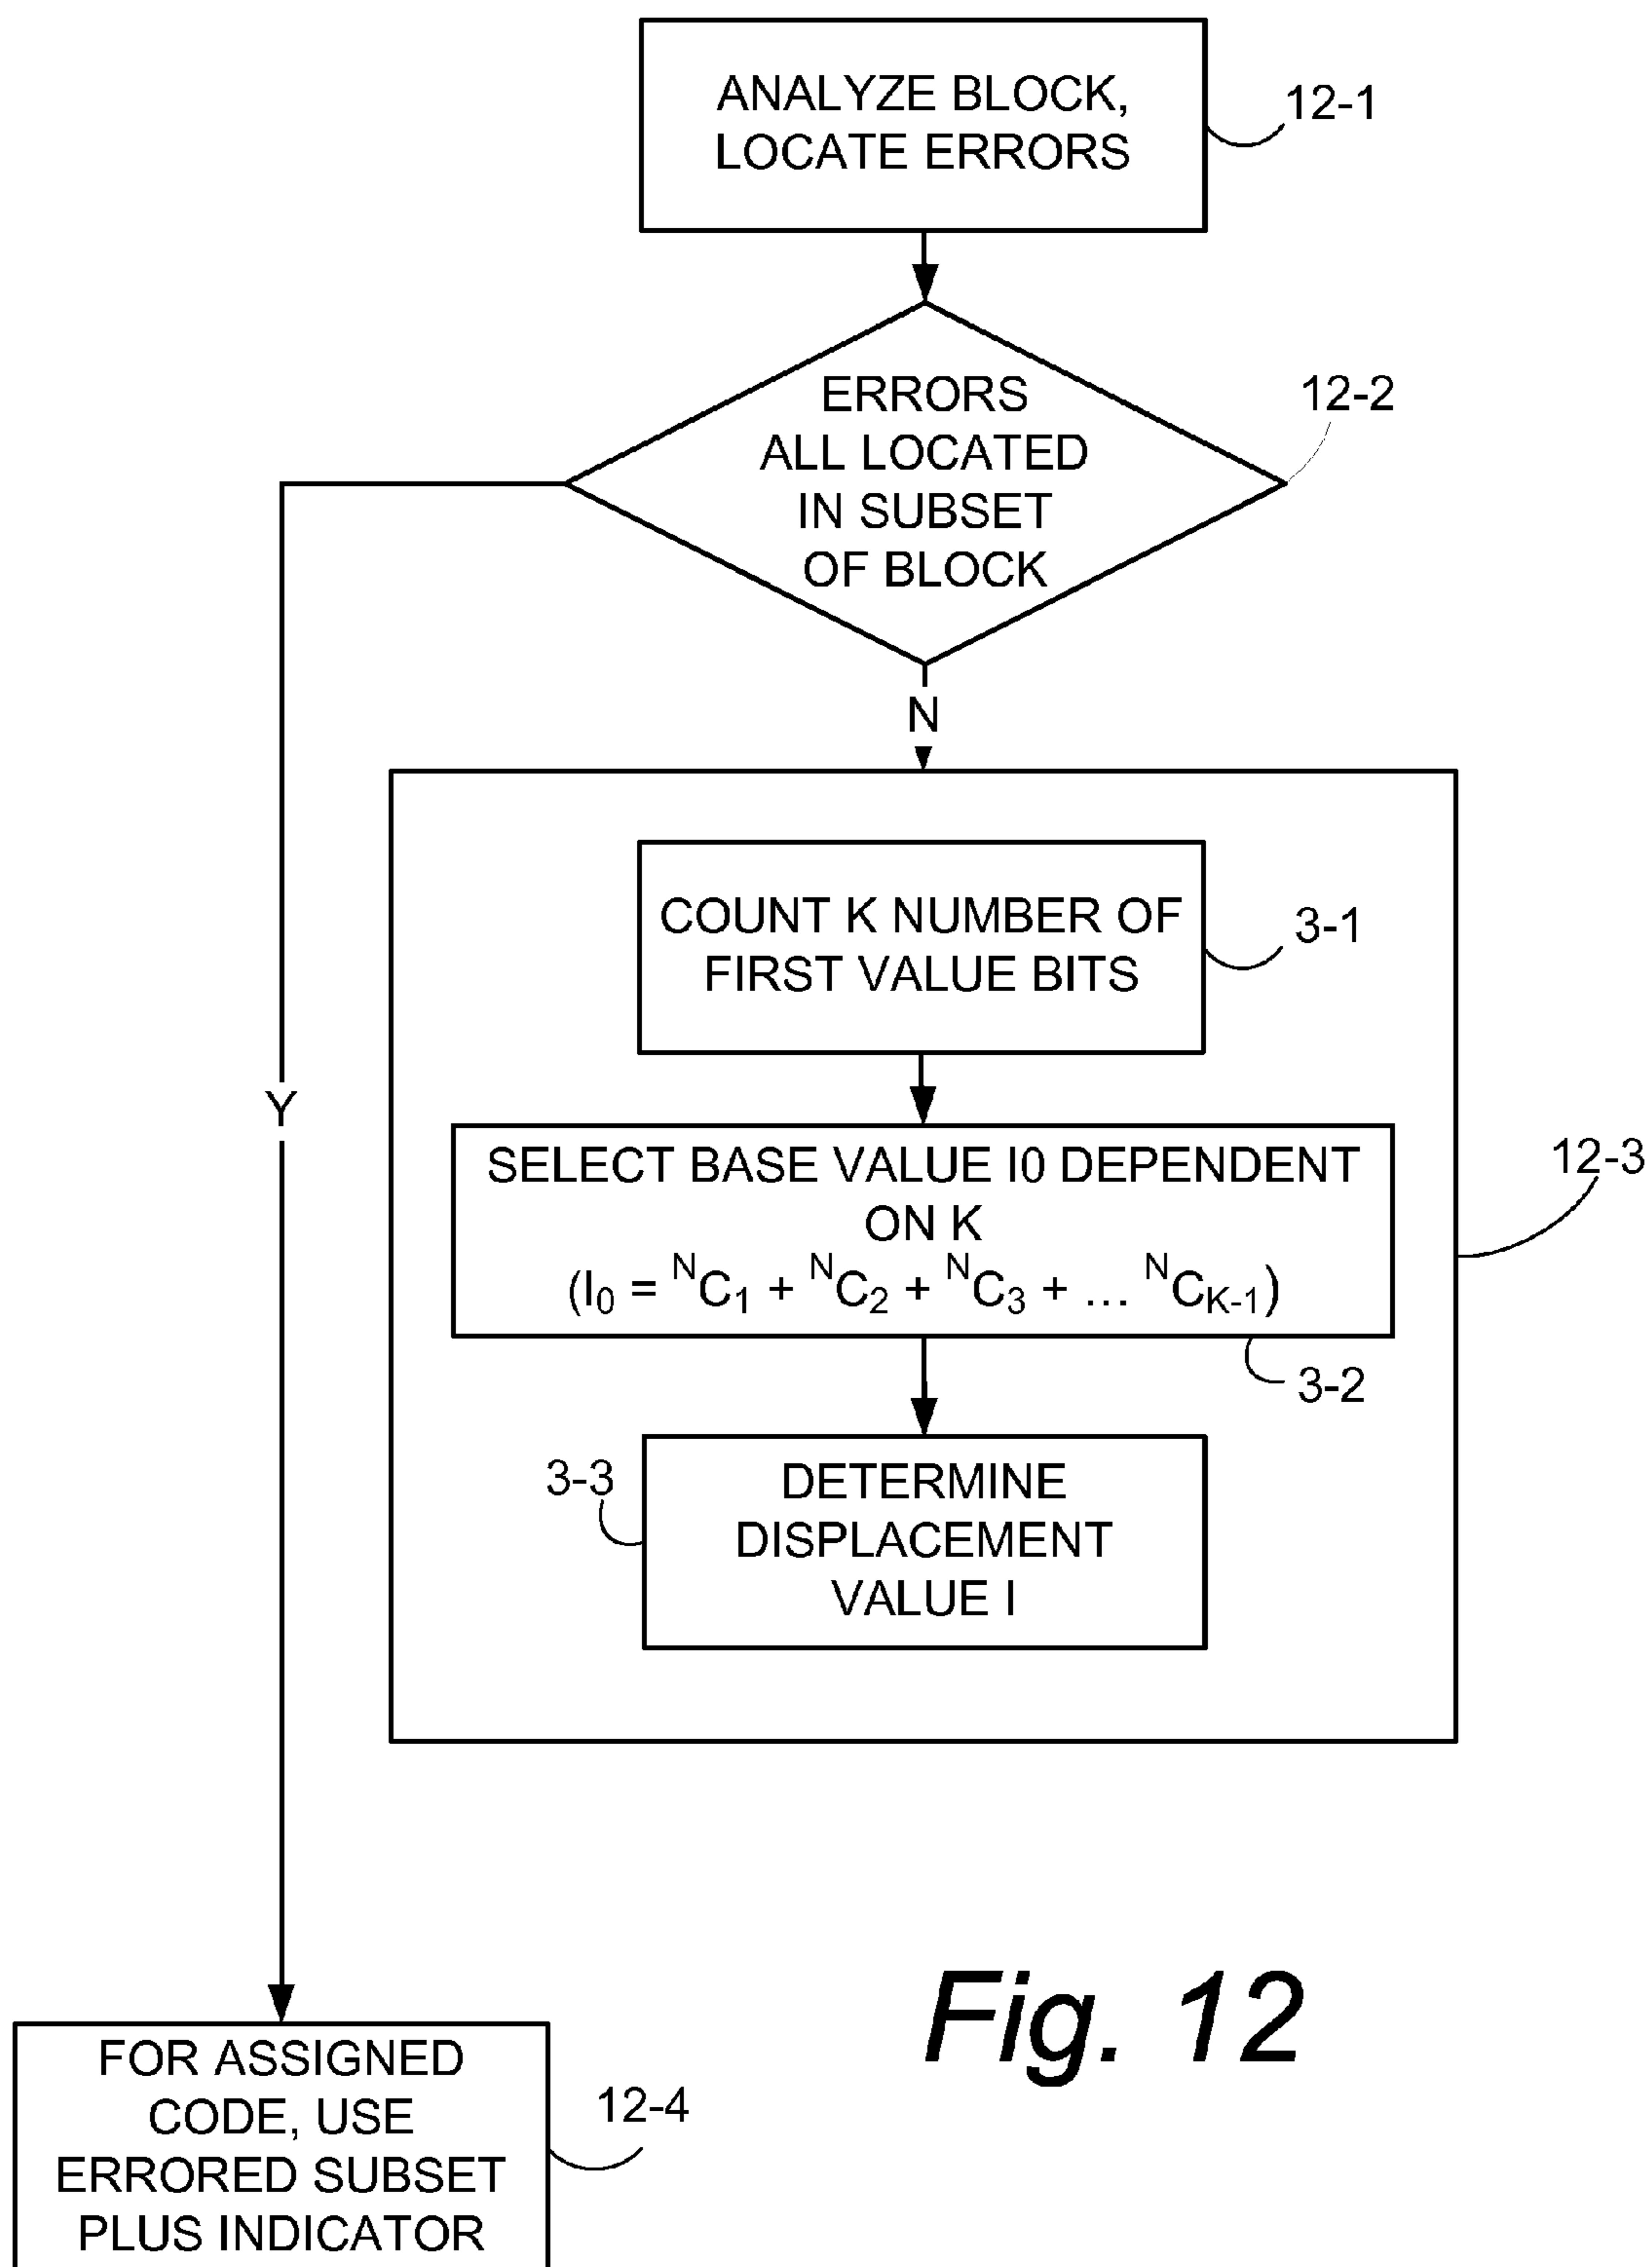 ANALYZE BLOCK,
LOCATE ERRORS
12-1
ERRORS
ALL LOCATED
IN SUBSET
OF BLOCK
12-2
N
Y
COUNT K NUMBER OF
FIRST VALUE BITS
3-1
SELECT BASE VALUE I0 DEPENDENT
ON K
(I₀ = ᴺC₁ + ᴺC₂ + ᴺC₃ + ... ᴺC_K-1)
3-2
12-3
3-3
DETERMINE
DISPLACEMENT
VALUE I
FOR ASSIGNED
CODE, USE
ERRORED SUBSET
PLUS INDICATOR
12-4
Fig. 12